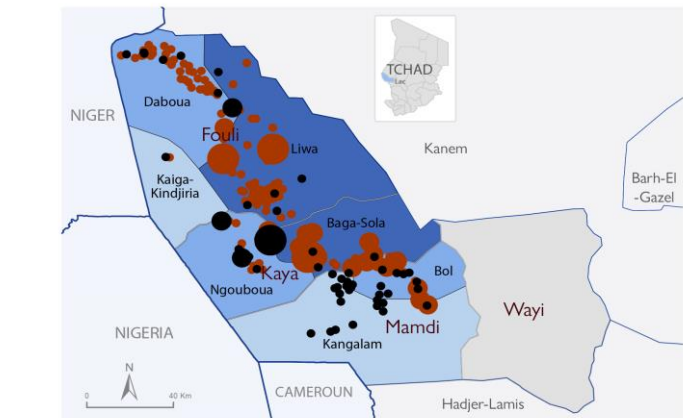 TCHAD
Lac
NIGER
Daboua
Fouli
Liwa
Kanem
Kaiga-
Kindjiria
Barh-El
-Gazel
Baga-Sola
Kaya
Bol
Ngouboua
Wayi
Mamdi
NIGERIA
Kangalam
N
0 40 Km
CAMEROUN
Hadjer-Lamis